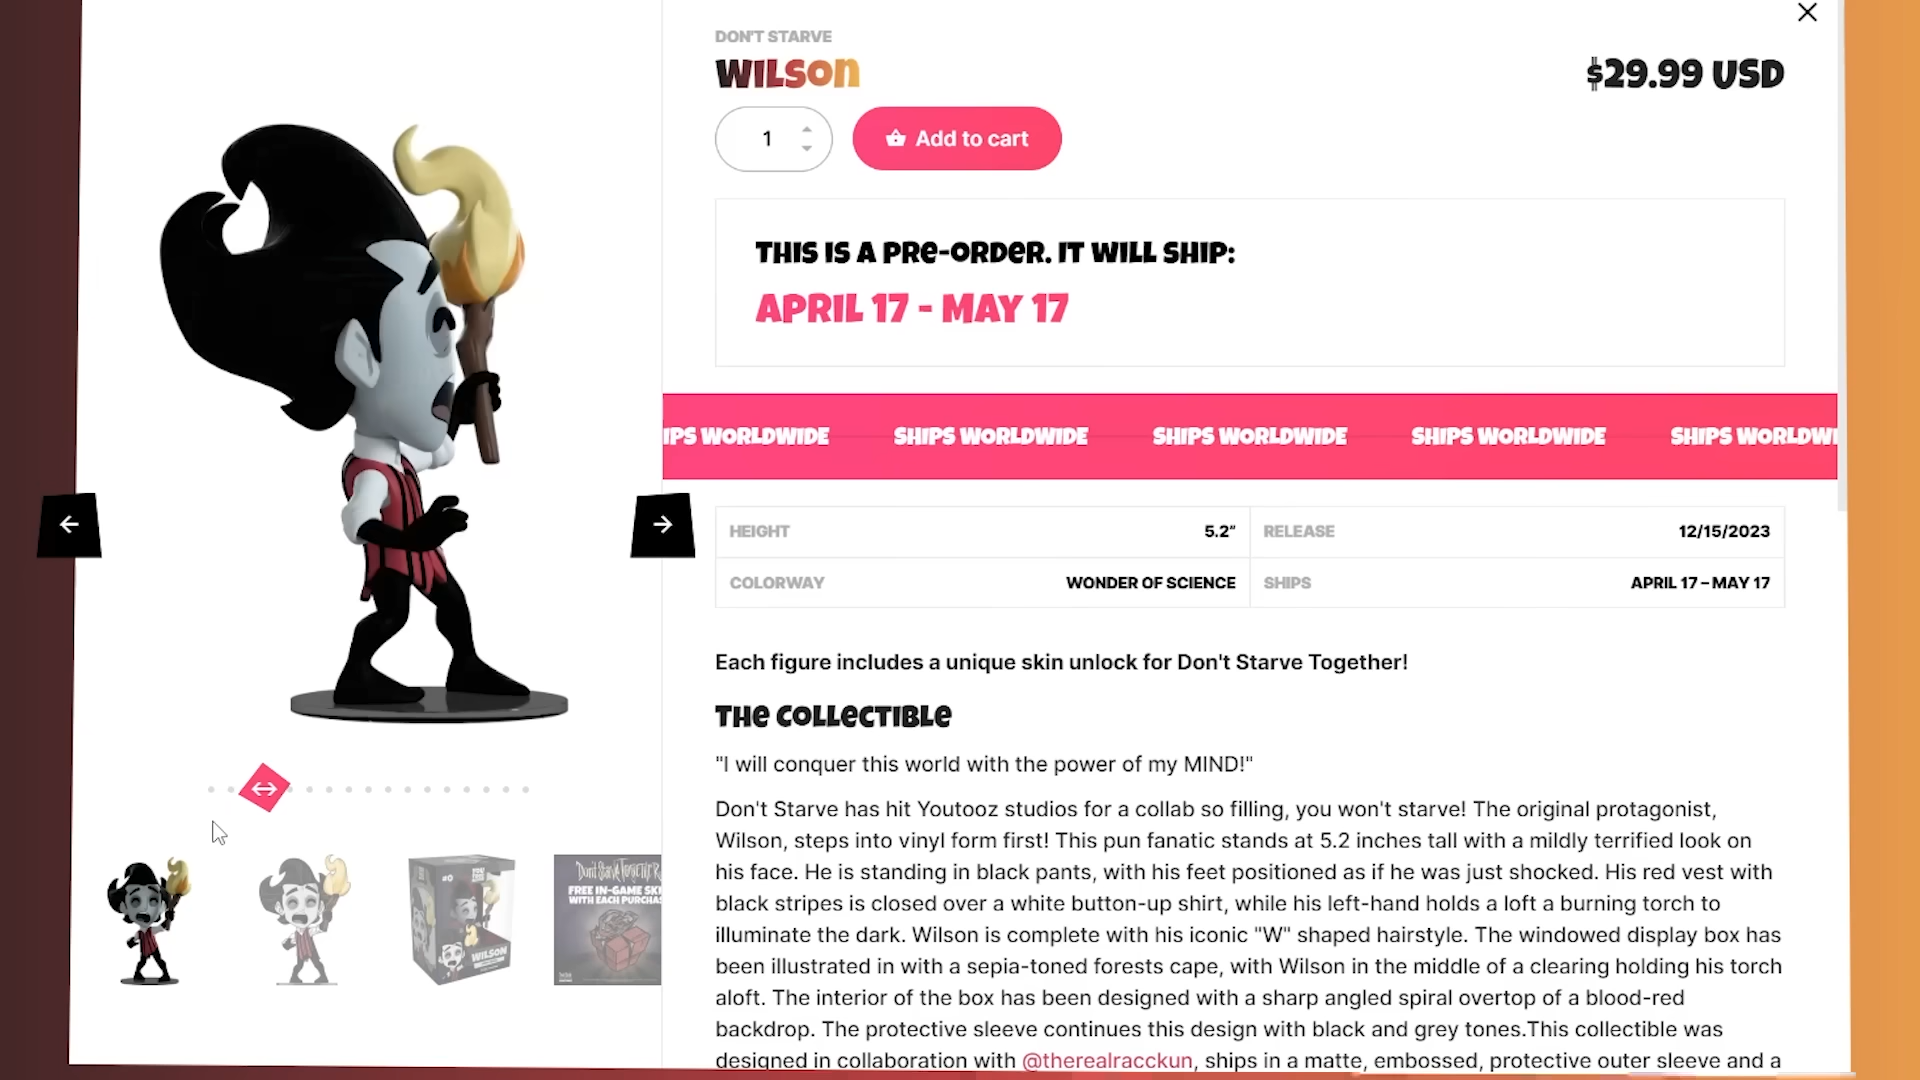 DON'T STARVE
WILSON
$29.99 USD
1
Add to cart
THIS IS A PRE-ORDER. IT WILL SHIP:
APRIL 17 - MAY 17
IPS WORLDWIDE SHIPS WORLDWIDE SHIPS WORLDWIDE SHIPS WORLDWIDE SHIPS WORLDWI
HEIGHT 5.2" RELEASE 12/15/2023
COLORWAY WONDER OF SCIENCE SHIPS APRIL 17 – MAY 17
Each figure includes a unique skin unlock for Don't Starve Together!
THE COLLECTIBLE
"I will conquer this world with the power of my MIND!"
Don't Starve has hit Youtooz studios for a collab so filling, you won't starve! The original protagonist,
Wilson, steps into vinyl form first! This pun fanatic stands at 5.2 inches tall with a mildly terrified look on
his face. He is standing in black pants, with his feet positioned as if he was just shocked. His red vest with
black stripes is closed over a white button-up shirt, while his left-hand holds a loft a burning torch to
illuminate the dark. Wilson is complete with his iconic "W" shaped hairstyle. The windowed display box has
been illustrated in with a sepia-toned forests cape, with Wilson in the middle of a clearing holding his torch
aloft. The interior of the box has been designed with a sharp angled spiral overtop of a blood-red
backdrop. The protective sleeve continues this design with black and grey tones.This collectible was
designed in collaboration with @therealracckun, ships in a matte, embossed, protective outer sleeve and a
#0
WILSON
Don't Starve Together
FREE IN-GAME SKI
WITH EACH PURCHAS